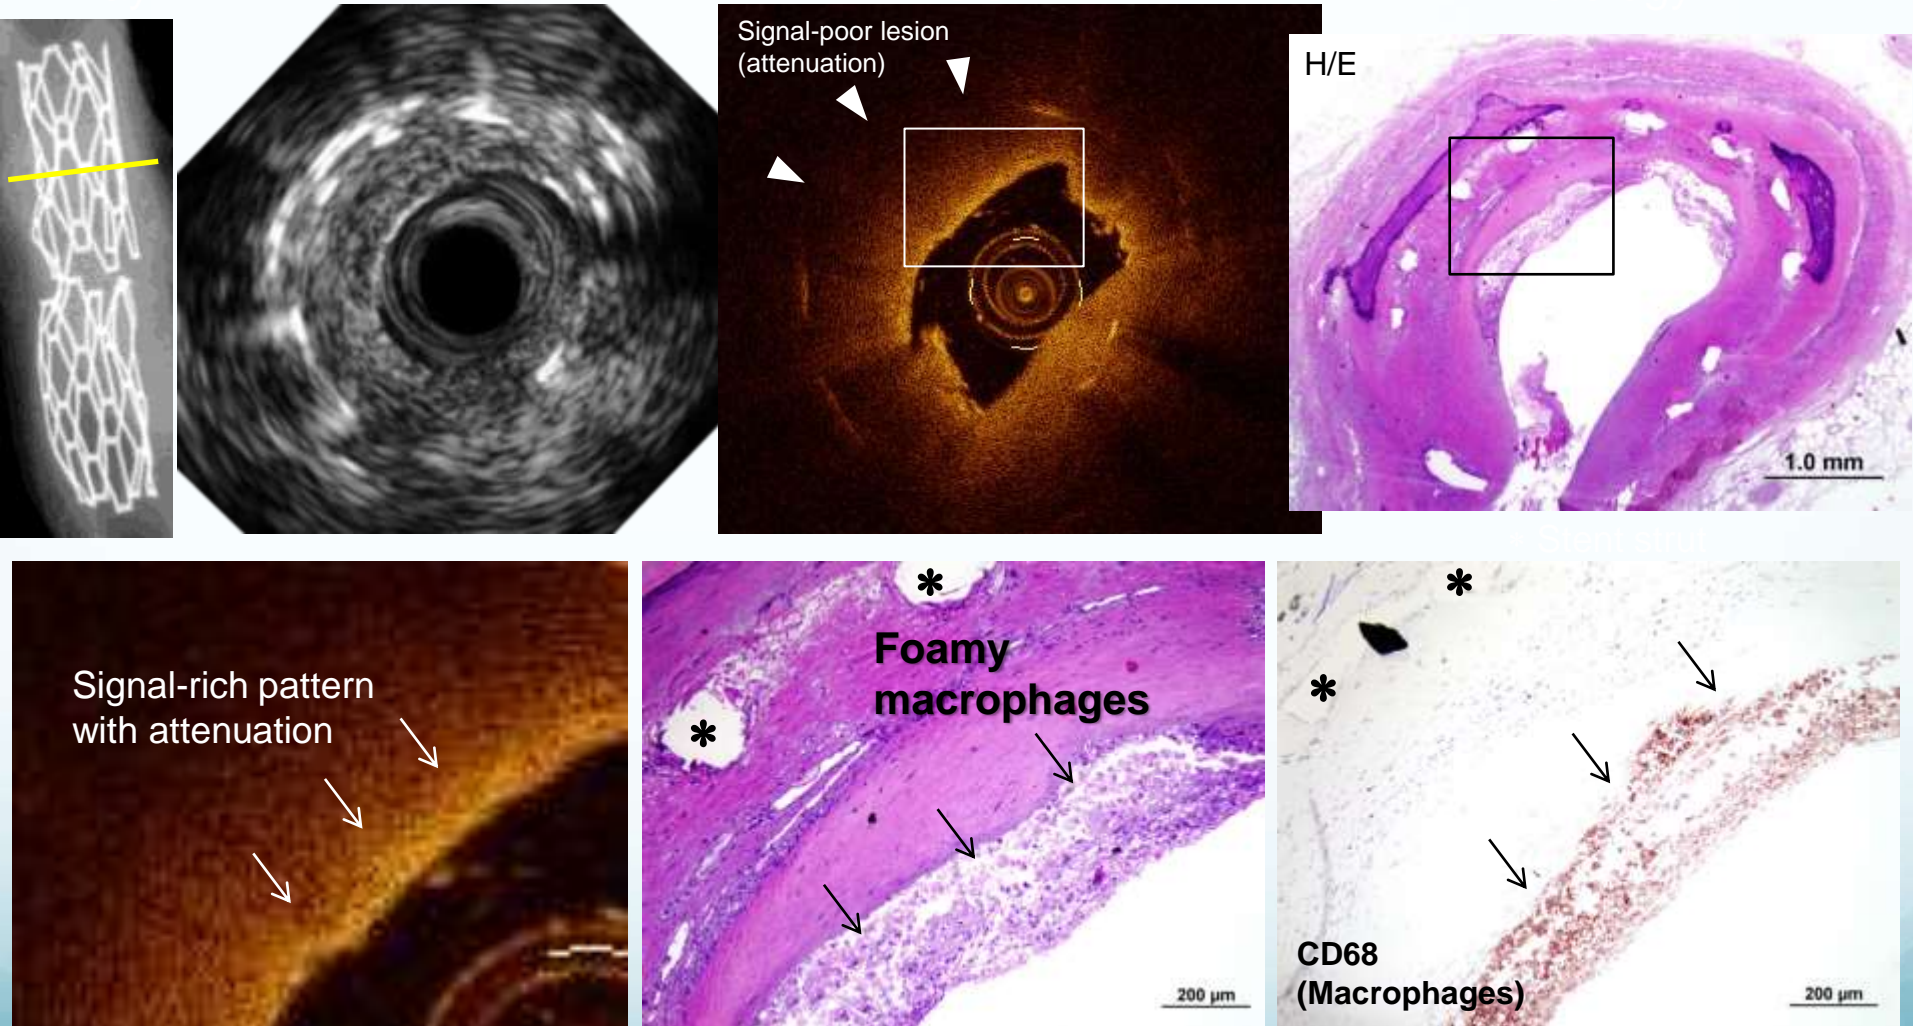 Signal-poor lesion
(attenuation)
H/E
1.0 mm
Signal-rich pattern
with attenuation
*
*
Foamy
macrophages
200 µm
*
*
CD68
(Macrophages)
200 µm